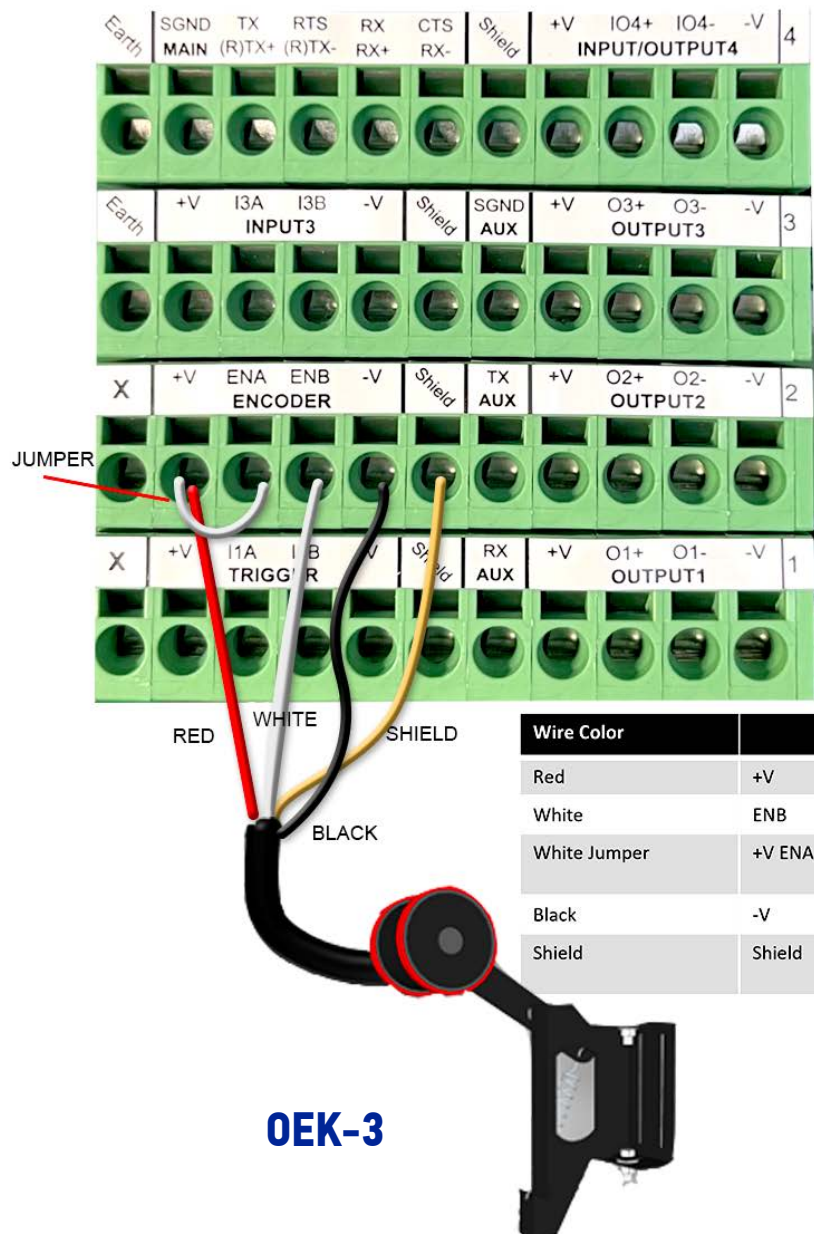 Earth SGND TX RTS RX CTS Shield +V IO4+ IO4- -V 4
MAIN (R)TX+ (R)TX- RX+ RX- INPUT/OUTPUT4
Earth +V I3A I3B -V Shield SGND +V O3+ O3- -V 3
INPUT3 AUX OUTPUT3
X +V ENA ENB -V Shield TX +V O2+ O2- -V 2
ENCODER AUX OUTPUT2
JUMPER
X +V I1A Shield RX +V O1+ O1- -V 1
TRIGGER AUX OUTPUT1
RED WHITE SHIELD
BLACK
Wire Color
Red +V
White ENB
White Jumper +V ENA
Black -V
Shield Shield
OEK-3